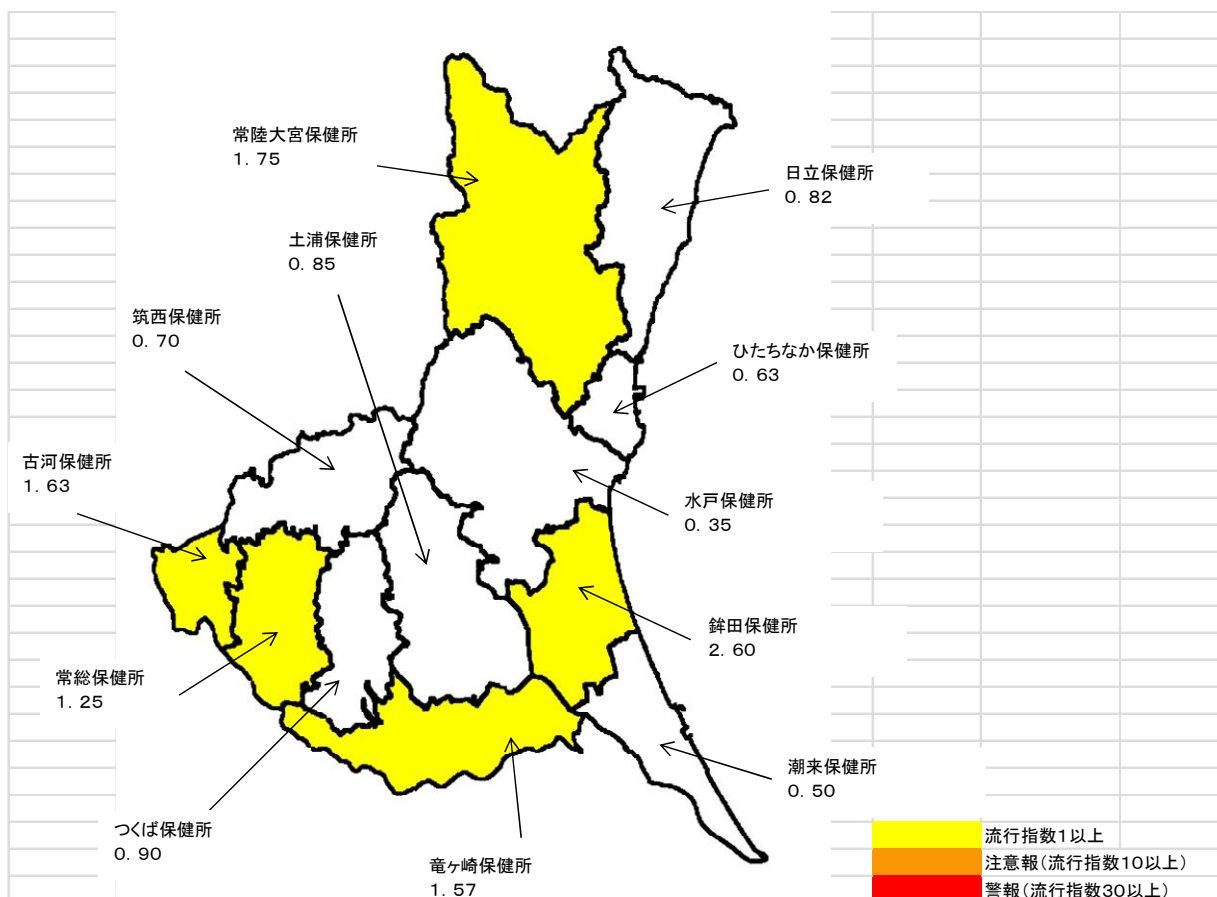 常陸大宮保健所
1.75
日立保健所
0.82
土浦保健所
0.85
筑西保健所
0.70
ひたちなか保健所
0.63
古河保健所
1.63
水戸保健所
0.35
鉾田保健所
2.60
常総保健所
1.25
潮来保健所
0.50
つくば保健所
0.90
竜ヶ崎保健所
1.57
流行指数1以上
注意報(流行指数10以上)
警報(流行指数30以上)